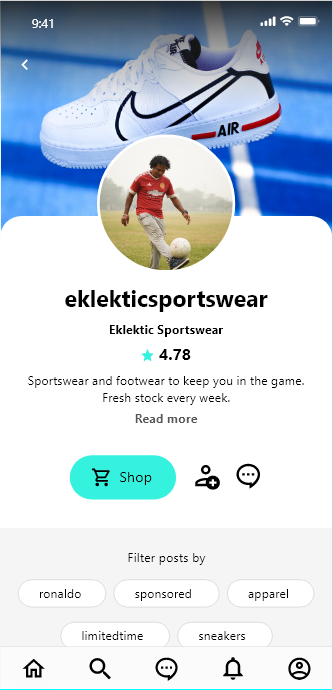 9:41
AIR
eklekticsportswear
Eklektic Sportswear
4.78
Sportswear and footwear to keep you in the game.
Fresh stock every week.
Read more
Shop
Filter posts by
ronaldo sponsored apparel
limitedtime sneakers